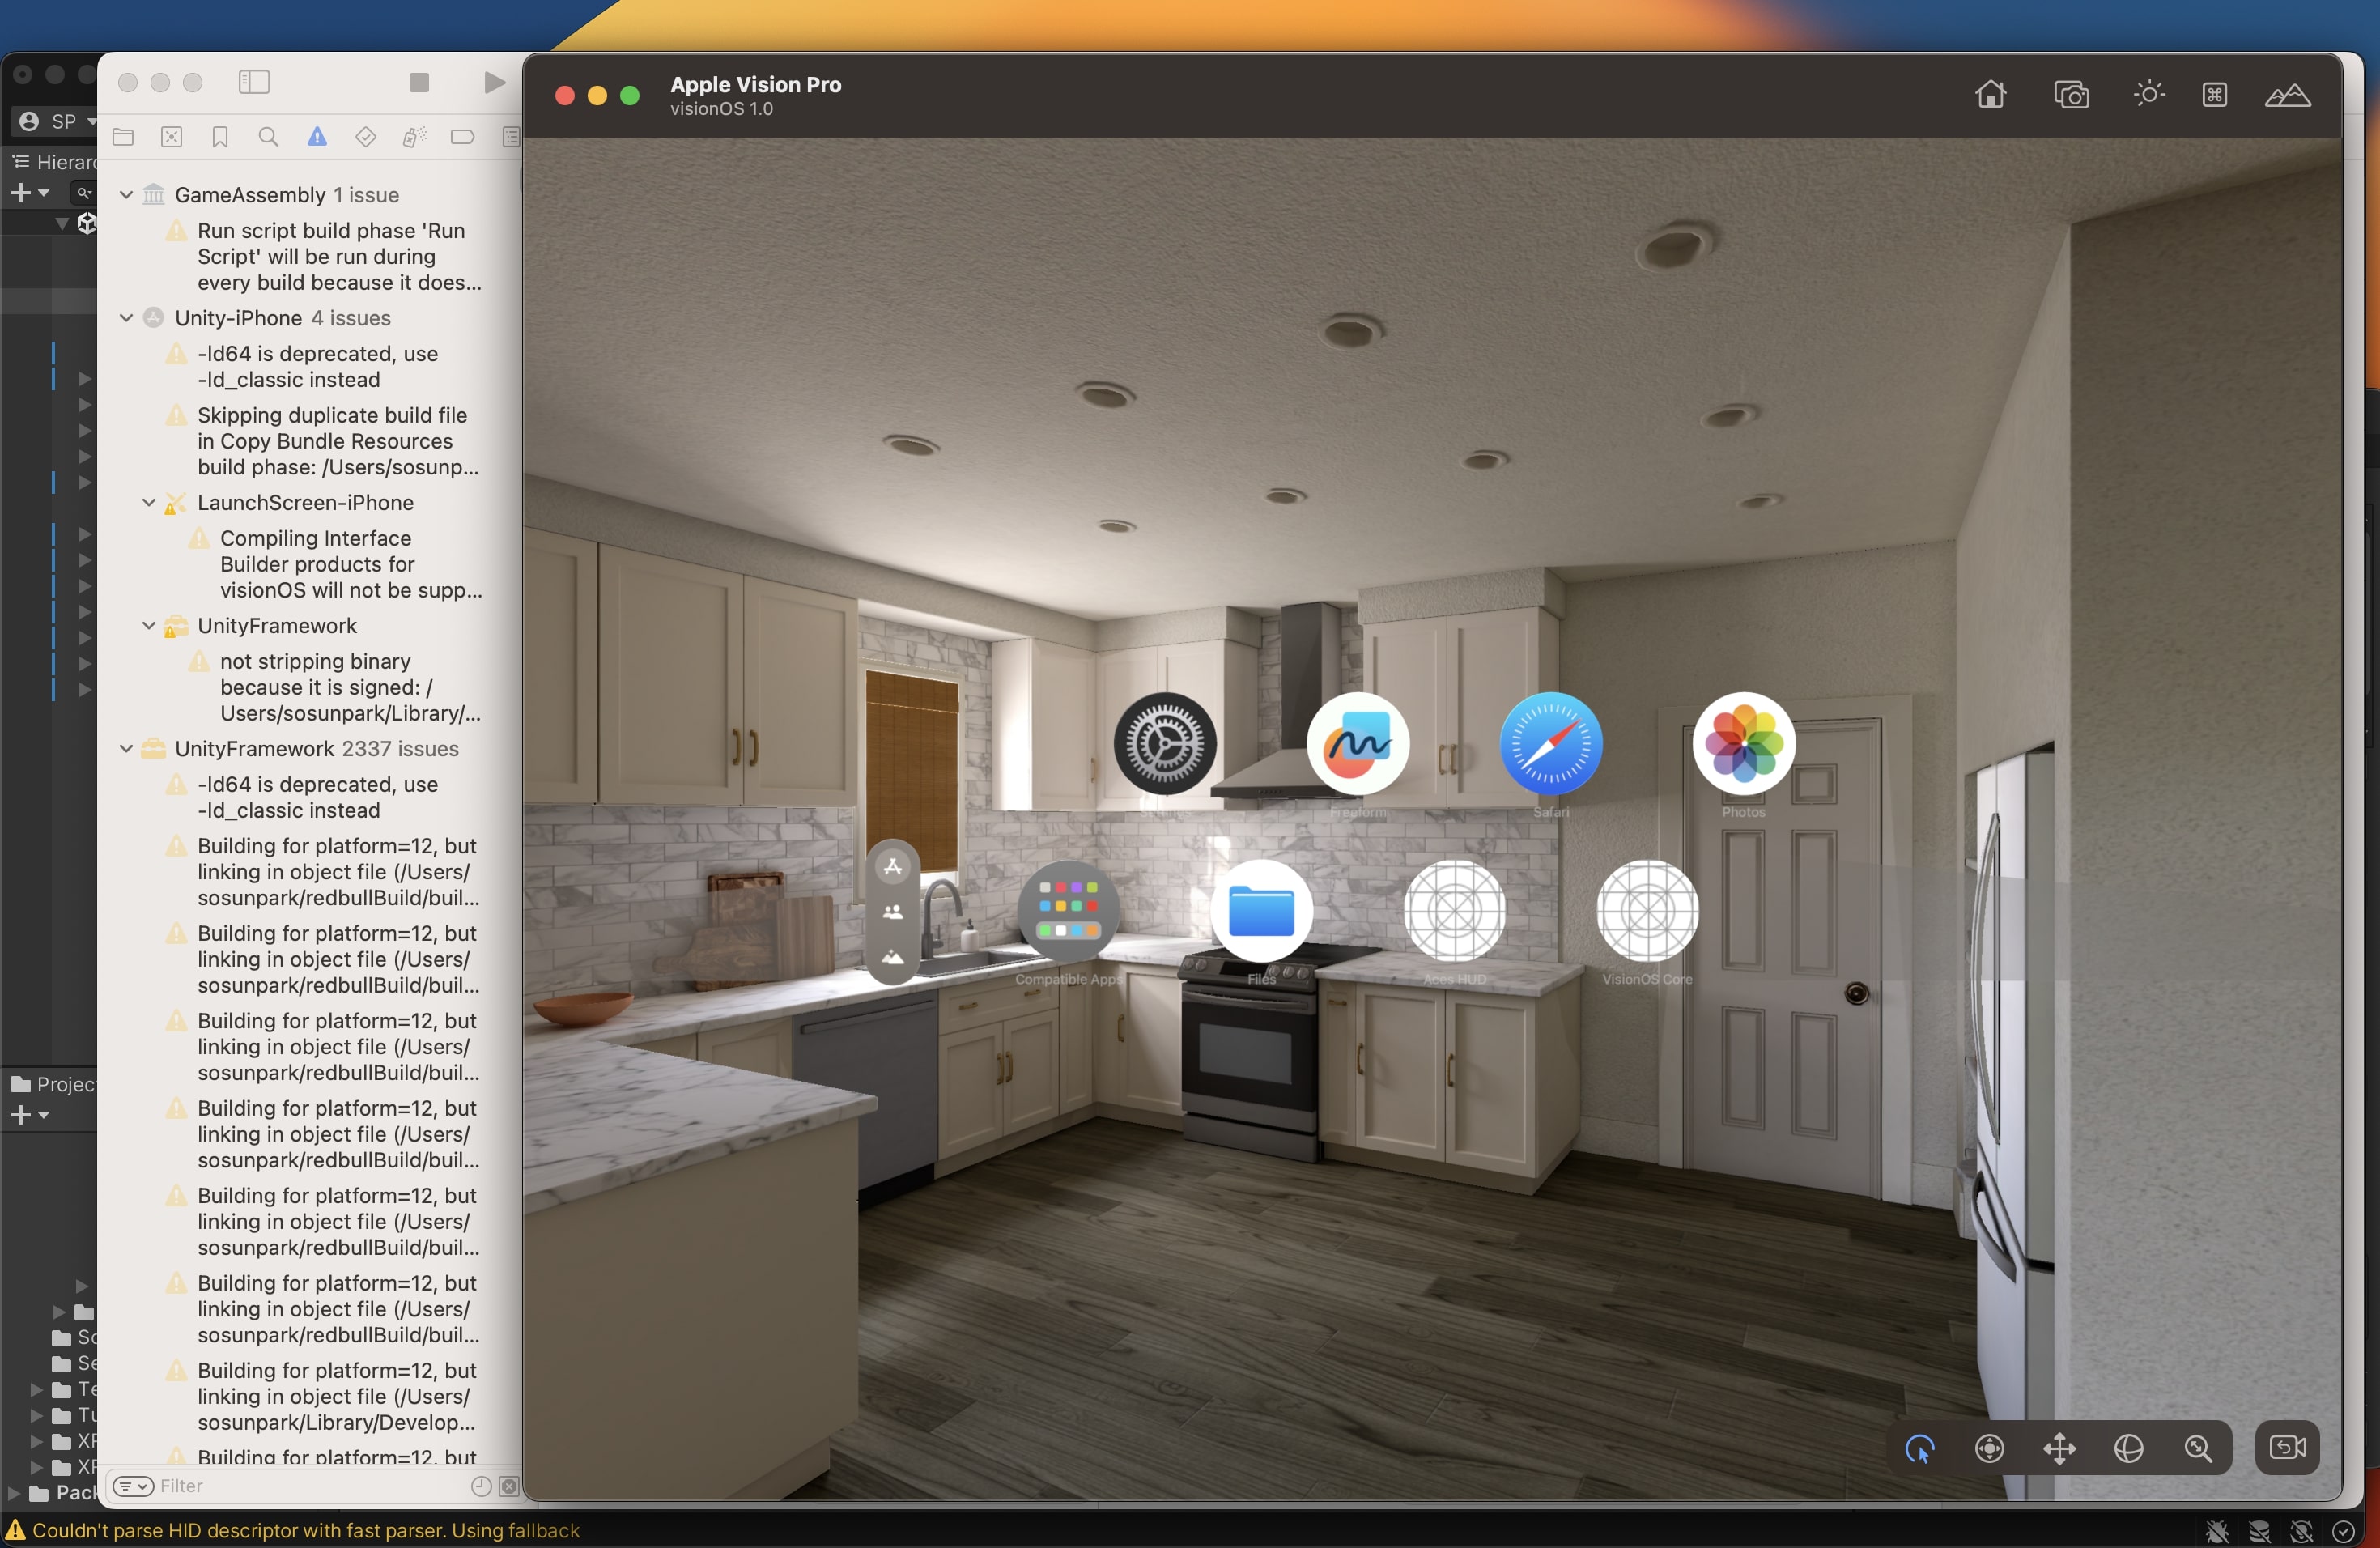 SP
Hierarc
Projec
Sc
Se
Te
Tu
XF
XF
Pack
GameAssembly 1 issue
Run script build phase 'Run
Script' will be run during
every build because it does...
Unity-iPhone 4 issues
-ld64 is deprecated, use
-ld_classic instead
Skipping duplicate build file
in Copy Bundle Resources
build phase: /Users/sosunp...
LaunchScreen-iPhone
Compiling Interface
Builder products for
visionOS will not be supp...
UnityFramework
not stripping binary
because it is signed: /
Users/sosunpark/Library/...
UnityFramework 2337 issues
-ld64 is deprecated, use
-ld_classic instead
Building for platform=12, but
linking in object file (/Users/
sosunpark/redbullBuild/buil...
Building for platform=12, but
linking in object file (/Users/
sosunpark/redbullBuild/buil...
Building for platform=12, but
linking in object file (/Users/
sosunpark/redbullBuild/buil...
Building for platform=12, but
linking in object file (/Users/
sosunpark/redbullBuild/buil...
Building for platform=12, but
linking in object file (/Users/
sosunpark/redbullBuild/buil...
Building for platform=12, but
linking in object file (/Users/
sosunpark/redbullBuild/buil...
Building for platform=12, but
linking in object file (/Users/
sosunpark/Library/Develop...
Building for platform=12, but
Filter
Apple Vision Pro
visionOS 1.0
Settings
Freeform
Safari
Photos
Compatible Apps
Files
Aces HUD
VisionOS Core
Couldn't parse HID descriptor with fast parser. Using fallback